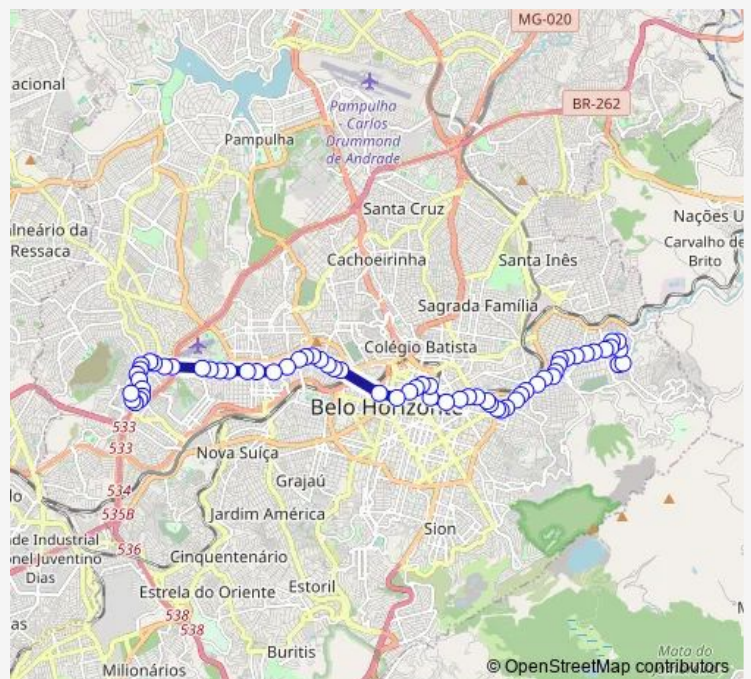 MG-020
acional
BR-262
Pampulha
- Carlos
Drummond
de Andrade
Pampulha
Santa Cruz
Nações U
lneário da
Ressaca
Carvalho de
Brito
Cachoeirinha
Santa Inês
Sagrada Família
Colégio Batista
Belo Horizonte
533
533
Nova Suíça
Grajaú
534
535B
Jardim América
Sion
de Industrial
onel Juventino
Dias
536
Cinquentenário
Estrela do Oriente
Estoril
538
538
as
Buritis
Mata do
Milionários
© OpenStreetMap contributors